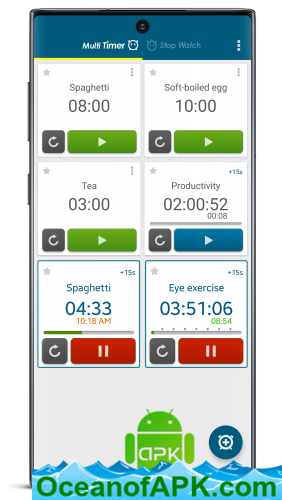 Multi Timer Stop Watch
Spaghetti Soft-boiled egg
08:00 10:00
Tea +15s
Productivity
03:00 02:00:52
00:08
+15s +15s
Spaghetti Eye exercise
04:33 03:51:06
10:18 AM 08:54
APK
OceanofAPK.com